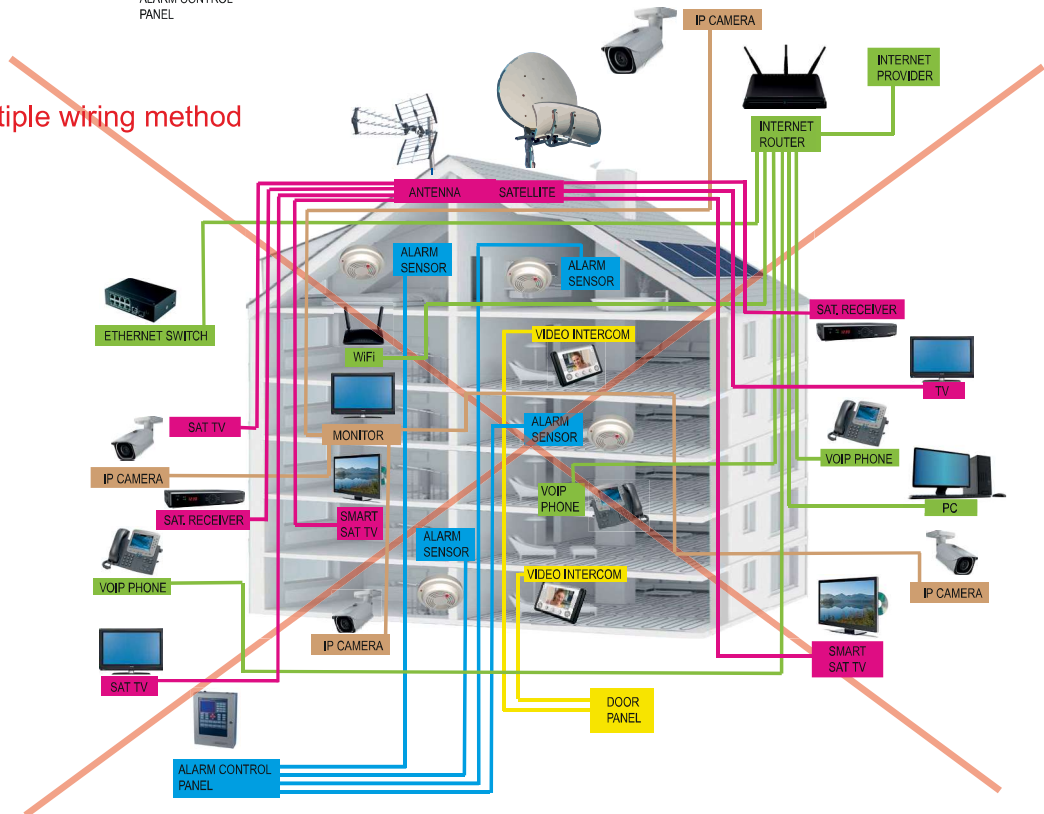 ALARM CONTROL
PANEL
IP CAMERA
INTERNET
PROVIDER
tiple wiring method
INTERNET
ROUTER
ANTENNA
SATELLITE
ALARM
SENSOR
ALARM
SENSOR
SAT. RECEIVER
ETHERNET SWITCH
VIDEO INTERCOM
WiFi
TV
SAT TV
MONITOR
ALARM
SENSOR
VOIP PHONE
IP CAMERA
VOIP
PHONE
PC
SAT. RECEIVER
SMART
SAT TV
ALARM
SENSOR
VOIP PHONE
VIDEO INTERCOM
IP CAMERA
IP CAMERA
SMART
SAT TV
SAT TV
DOOR
PANEL
ALARM CONTROL
PANEL